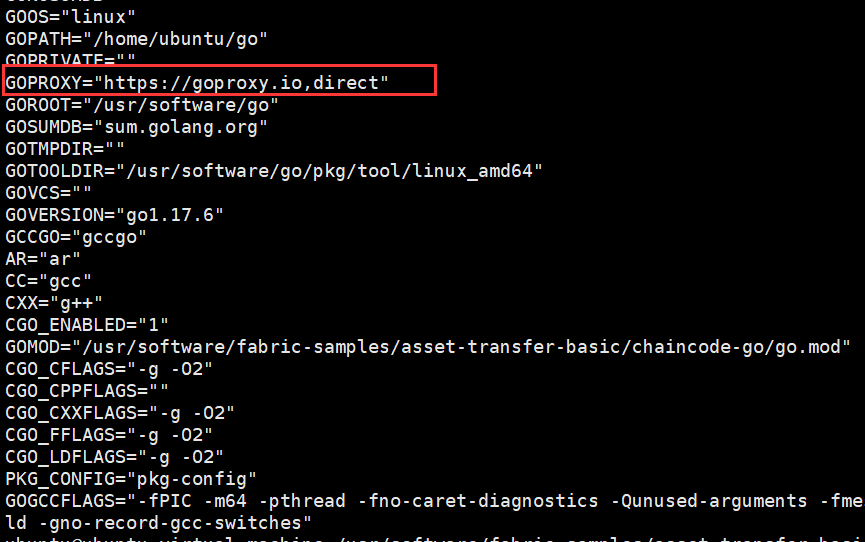 GOOS="linux"
GOPATH="/home/ubuntu/go"
GOPRIVATE=""
GOPROXY="https://goproxy.io,direct"
GOROOT="/usr/software/go"
GOSUMDB="sum.golang.org"
GOTMPDIR=""
GOTOOLDIR="/usr/software/go/pkg/tool/linux_amd64"
GOVCS=""
GOVERSION="go1.17.6"
GCCGO="gccgo"
AR="ar"
CC="gcc"
CXX="g++"
CGO_ENABLED="1"
GOMOD="/usr/software/fabric-samples/asset-transfer-basic/chaincode-go/go.mod"
CGO_CFLAGS="-g -O2"
CGO_CPPFLAGS=""
CGO_CXXFLAGS="-g -O2"
CGO_FFLAGS="-g -O2"
CGO_LDFLAGS="-g -O2"
PKG_CONFIG="pkg-config"
GOGCCFLAGS="-fPIC -m64 -pthread -fno-caret-diagnostics -Qunused-arguments -fme
ld -gno-record-gcc-switches"